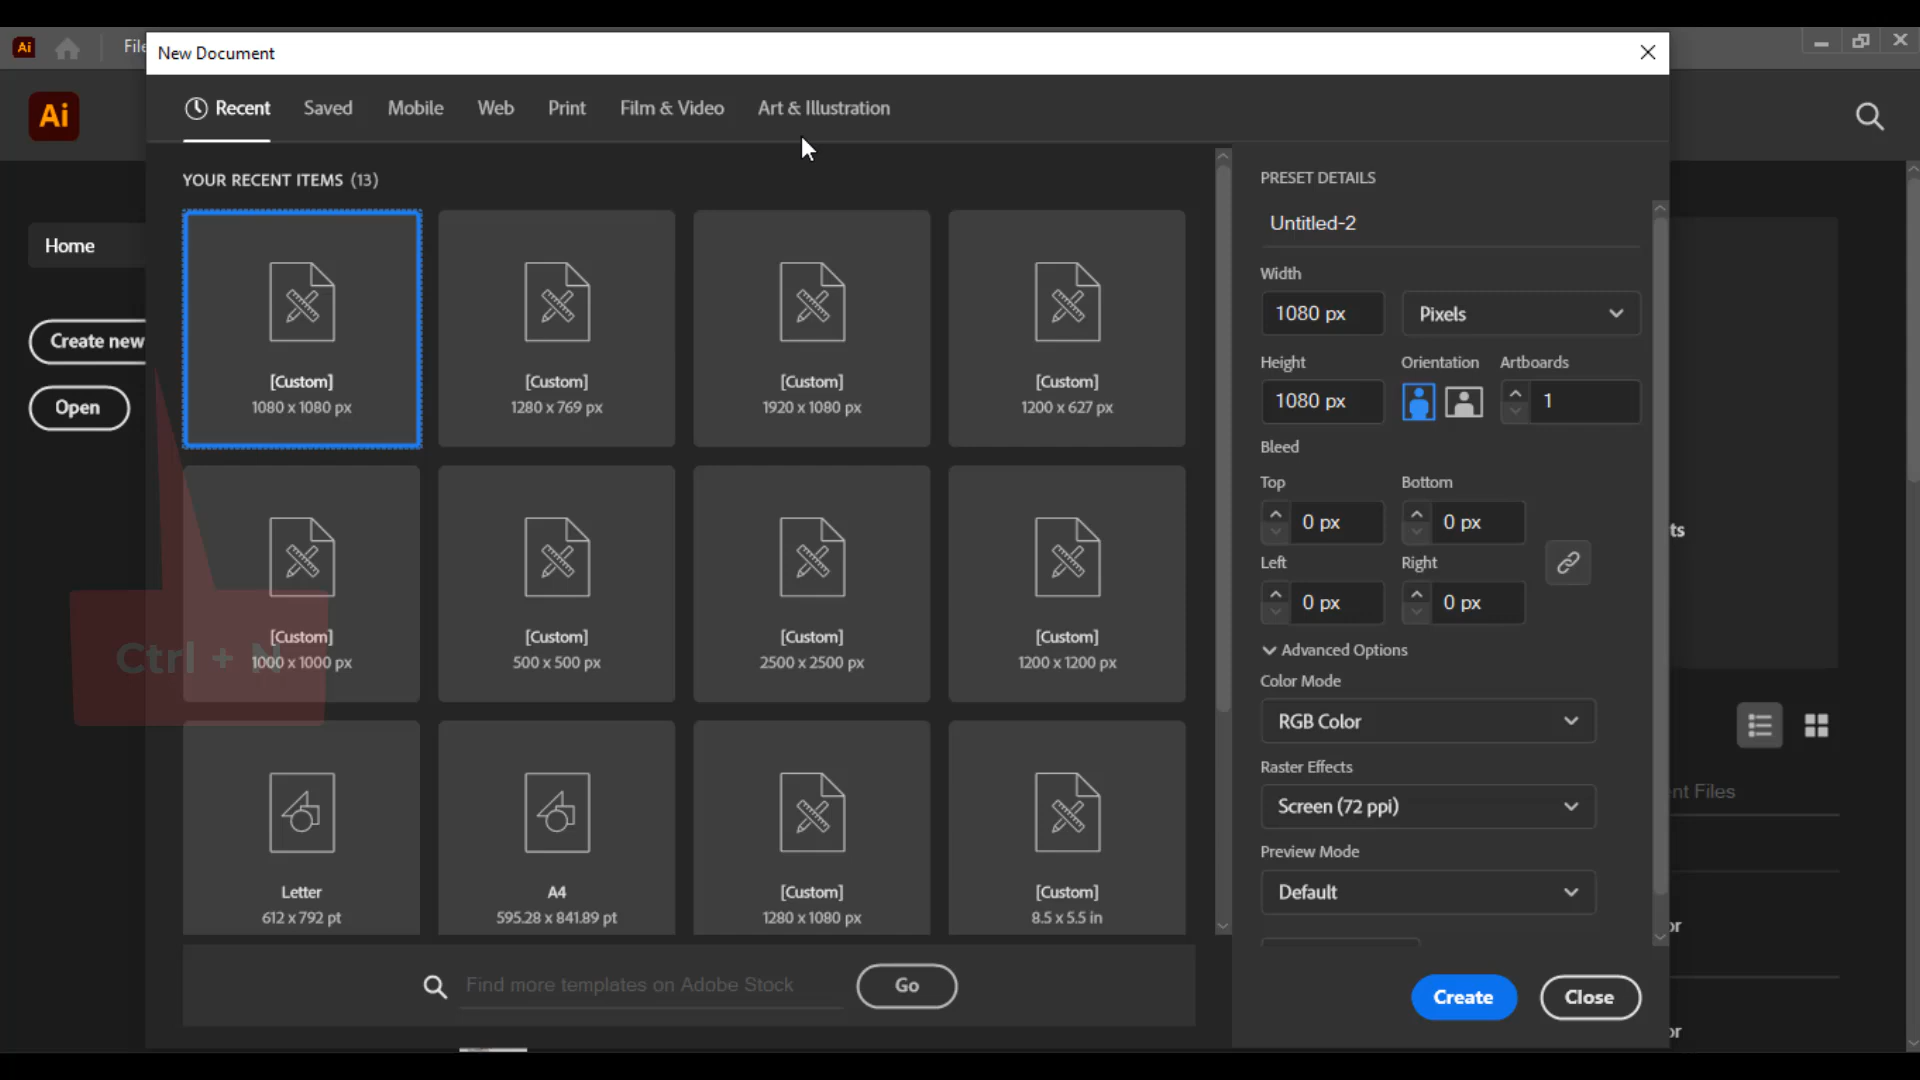 Ai
File
New Document
Ai
Recent
Saved
Mobile
Web
Print
Film & Video
Art & Illustration
Home
Create new
Open
YOUR RECENT ITEMS (13)
[Custom]
1080 x 1080 px
[Custom]
1280 x 769 px
[Custom]
1920 x 1080 px
[Custom]
1200 x 627 px
[Custom]
1000 x 1000 px
[Custom]
500 x 500 px
[Custom]
2500 x 2500 px
[Custom]
1200 x 1200 px
Ctrl + N
Letter
612 x 792 pt
A4
595.28 x 841.89 pt
[Custom]
1280 x 1080 px
[Custom]
8.5 x 5.5 in
Find more templates on Adobe Stock
Go
PRESET DETAILS
Untitled-2
Width
1080 px
Pixels
Height
Orientation
Artboards
1080 px
1
Bleed
Top
Bottom
0 px
0 px
Left
Right
0 px
0 px
Advanced Options
Color Mode
RGB Color
Raster Effects
Screen (72 ppi)
Preview Mode
Default
Create
Close
ts
nt Files
or
or